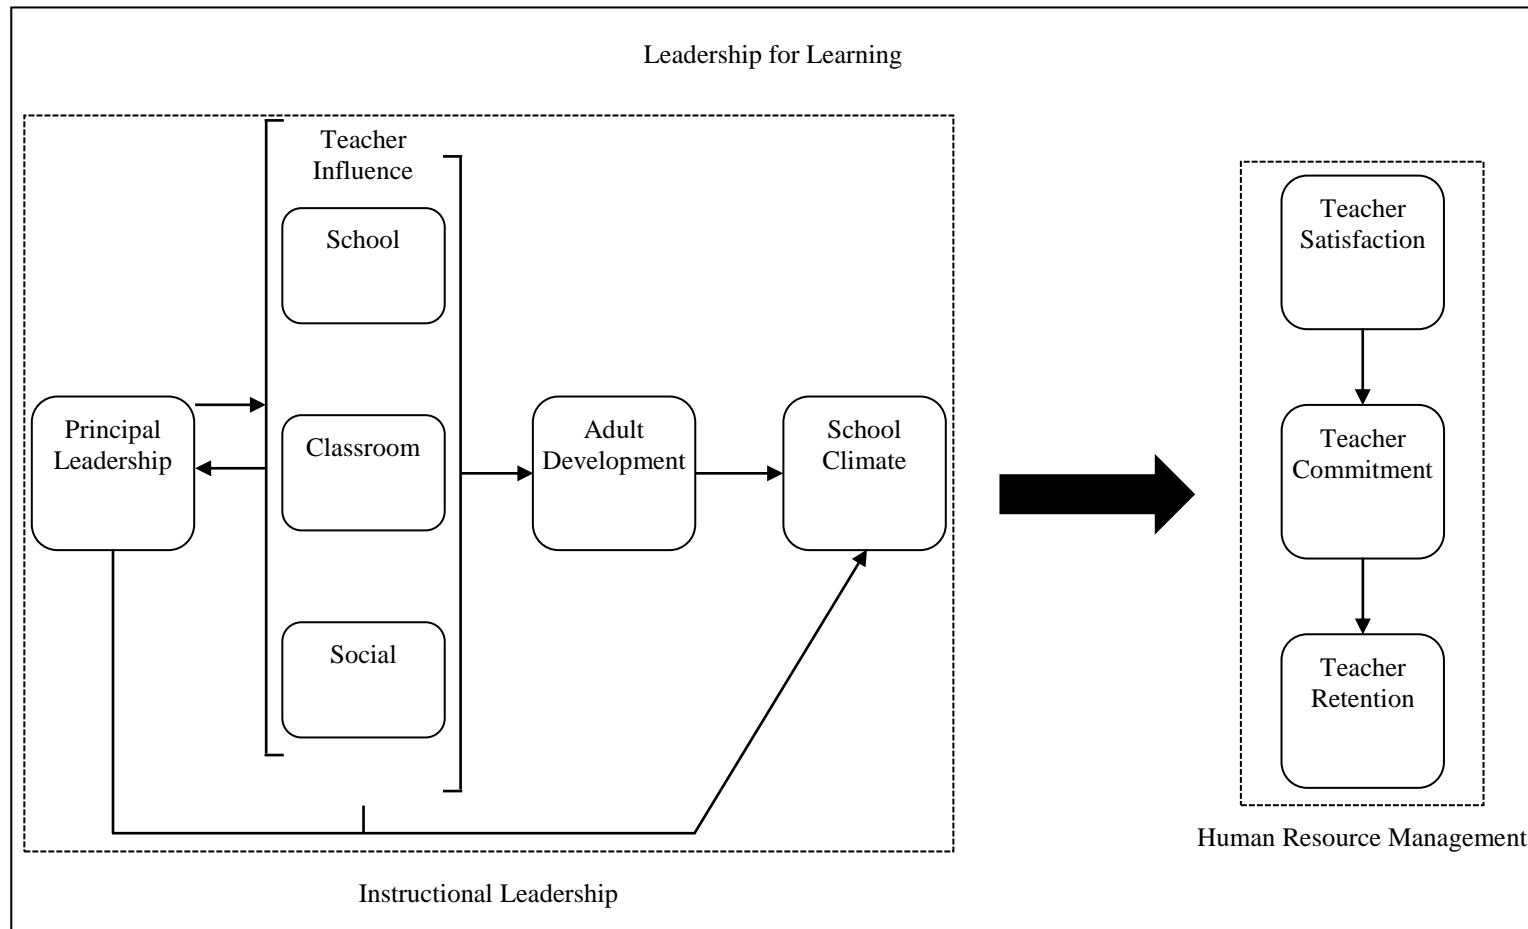 Leadership for Learning
Teacher
Influence
School
Classroom
Social
Principal
Leadership
Adult
Development
School
Climate
Instructional Leadership
Teacher
Satisfaction
Teacher
Commitment
Teacher
Retention
Human Resource Management